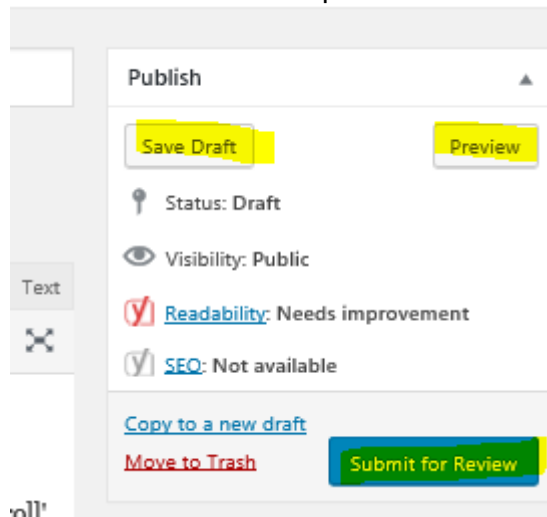 Publish
Save Draft Preview
Status: Draft
Visibility: Public
Text
Readability: Needs improvement
SEO: Not available
Copy to a new draft
Move to Trash Submit for Review